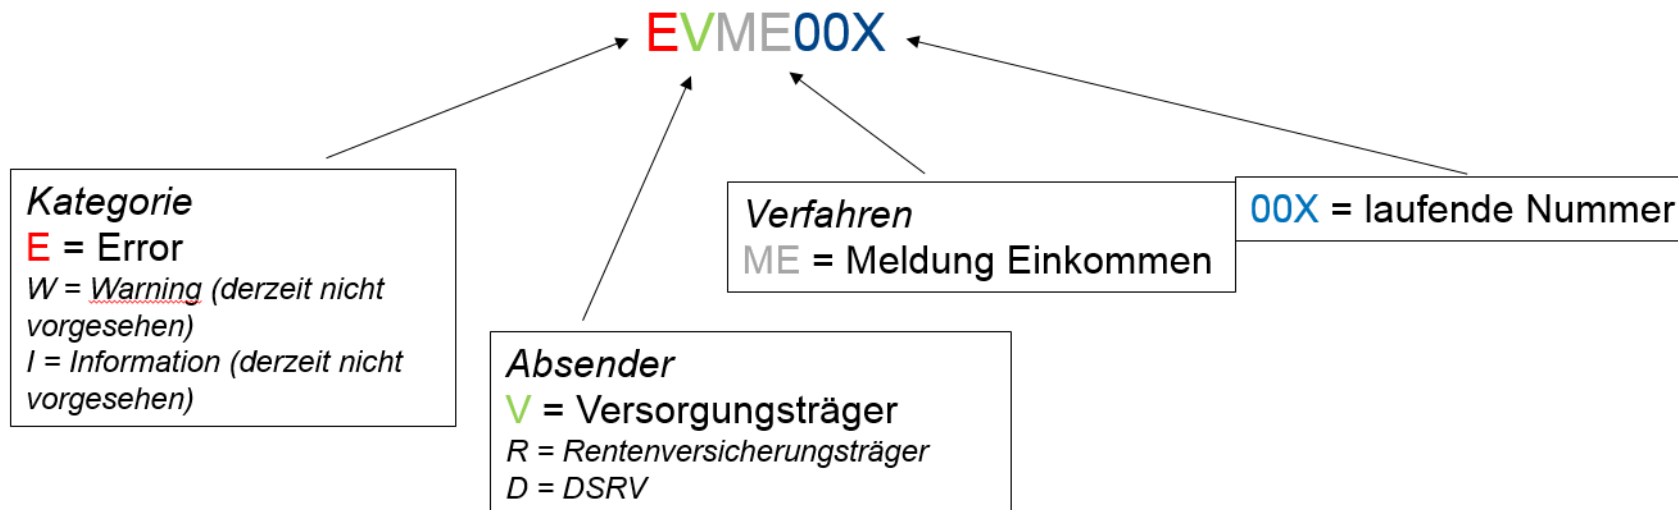 EVME00X
Kategorie
E = Error
W = Warning (derzeit nicht
vorgesehen)
I = Information (derzeit nicht
vorgesehen)
Absender
V = Versorgungsträger
R = Rentenversicherungsträger
D = DSRV
Verfahren
ME = Meldung Einkommen
00X = laufende Nummer